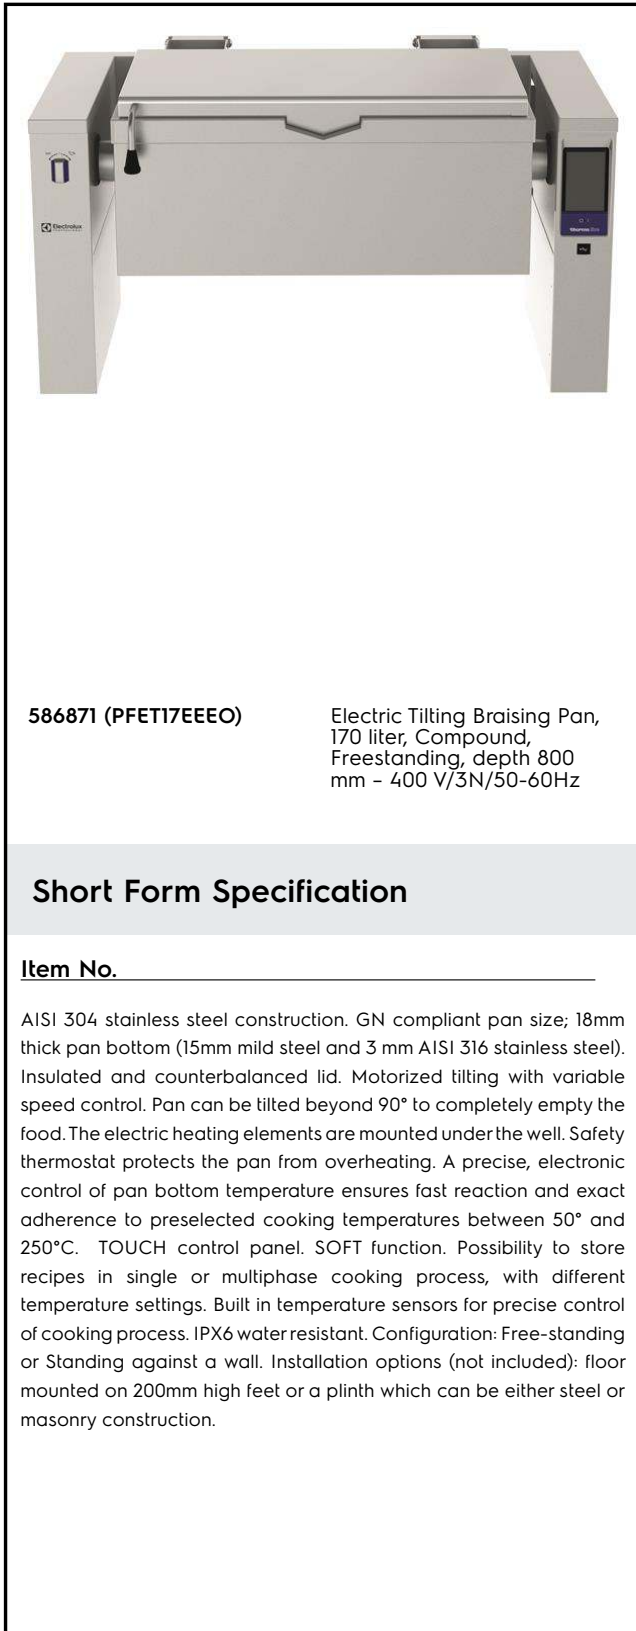 Electrolux
PROFESSIONAL
thermaline
586871 (PFET17EEEO)
Electric Tilting Braising Pan,
170 liter, Compound,
Freestanding, depth 800
mm – 400 V/3N/50-60Hz
Short Form Specification
Item No.
AISI 304 stainless steel construction. GN compliant pan size; 18mm
thick pan bottom (15mm mild steel and 3 mm AISI 316 stainless steel).
Insulated and counterbalanced lid. Motorized tilting with variable
speed control. Pan can be tilted beyond 90° to completely empty the
food. The electric heating elements are mounted under the well. Safety
thermostat protects the pan from overheating. A precise, electronic
control of pan bottom temperature ensures fast reaction and exact
adherence to preselected cooking temperatures between 50° and
250°C. TOUCH control panel. SOFT function. Possibility to store
recipes in single or multiphase cooking process, with different
temperature settings. Built in temperature sensors for precise control
of cooking process. IPX6 water resistant. Configuration: Free-standing
or Standing against a wall. Installation options (not included): floor
mounted on 200mm high feet or a plinth which can be either steel or
masonry construction.